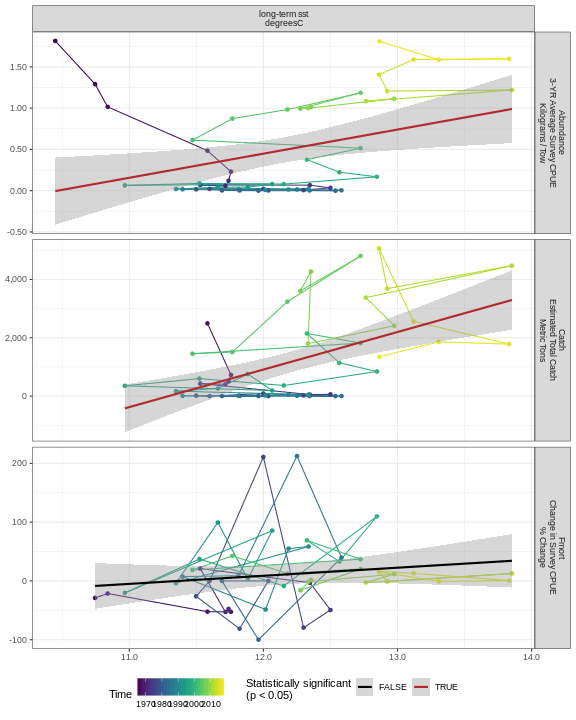 long-term sst
degreesC
1.50
1.00
0.50
0.00
-0.50
Abundance
3-YR Average Survey CPUE
Kilograms / Tow
4,000
2,000
0
Catch
Estimated Total Catch
Metric Tons
200
100
0
-100
Fmort
Change in Survey CPUE
% Change
11.0 12.0 13.0 14.0
Time
1970 1980 1990 2000 2010
Statistically significant
(p < 0.05)
FALSE TRUE